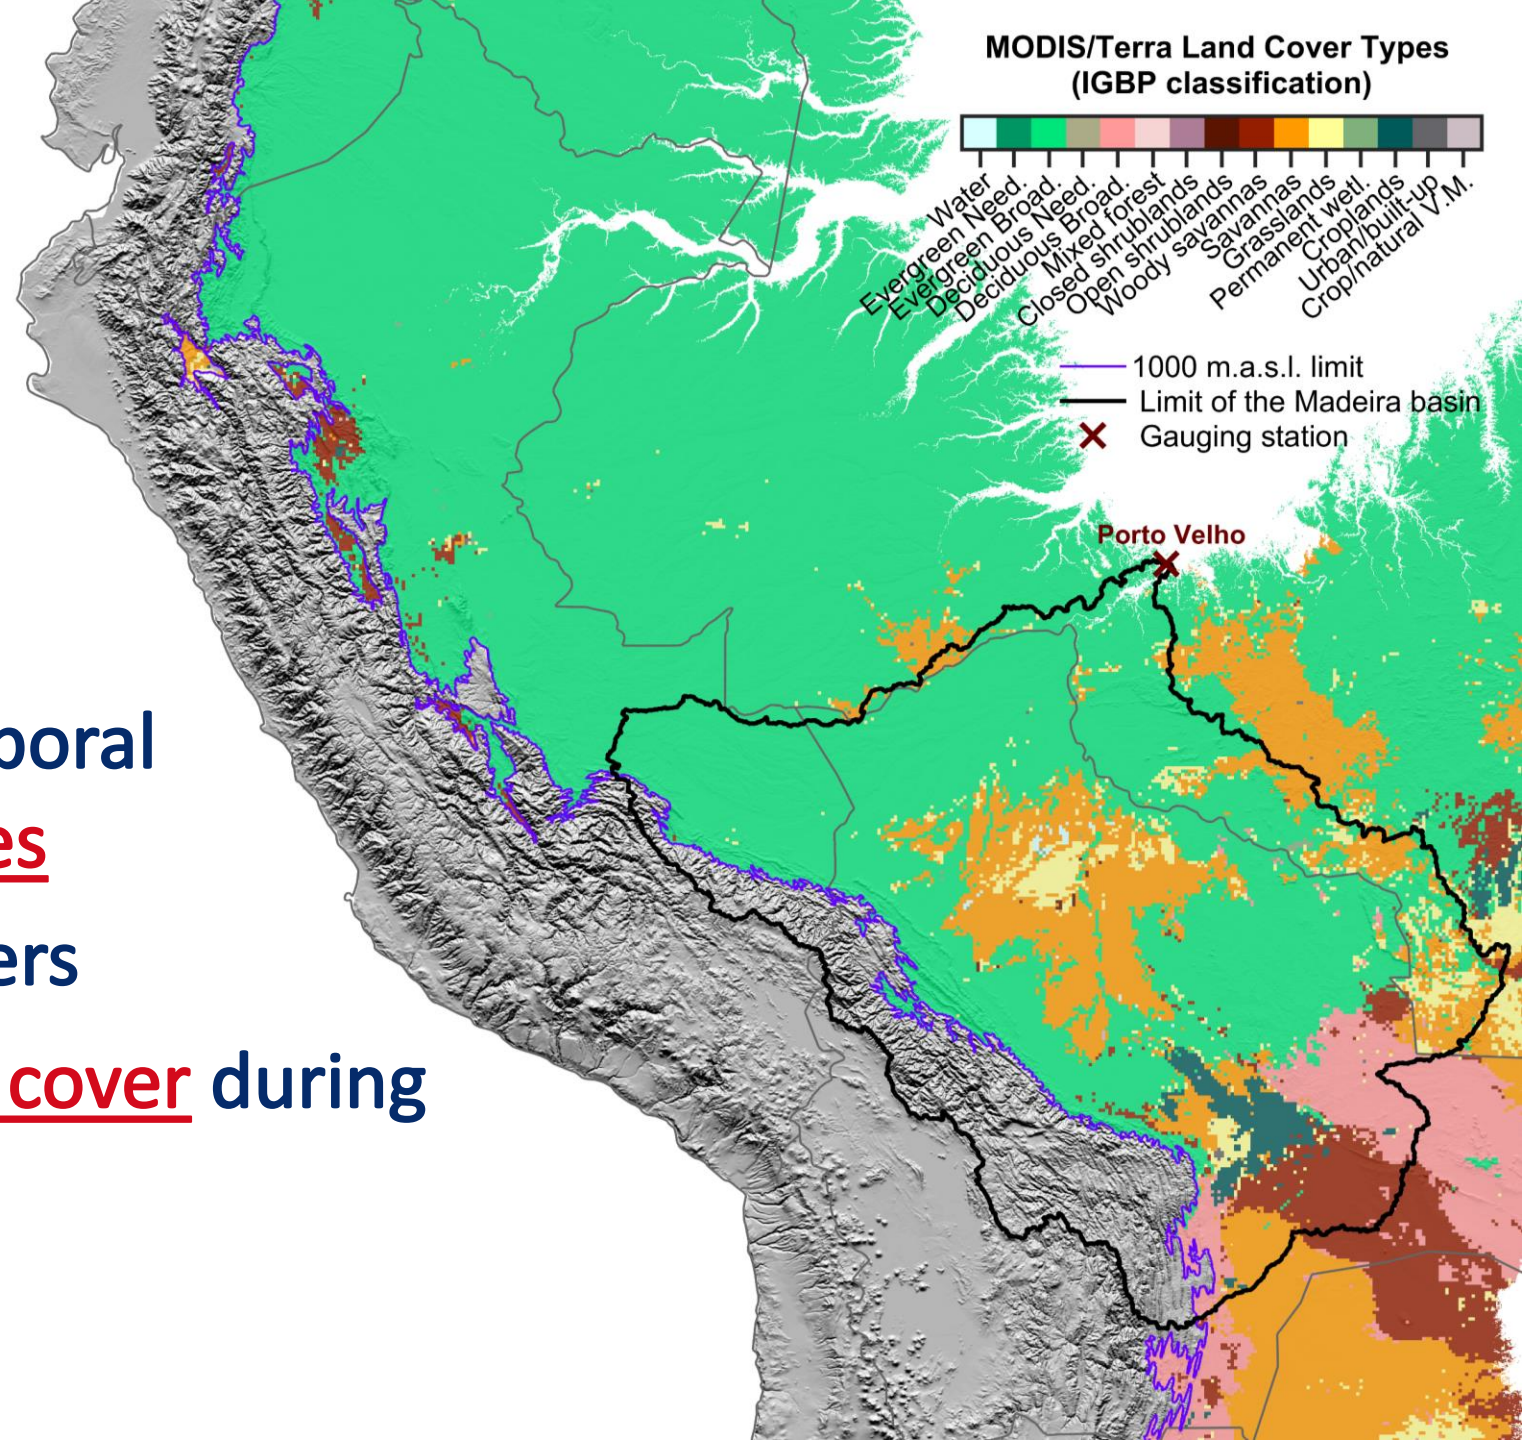 MODIS/Terra Land Cover Types
(IGBP classification)
Water
Evergreen Need.
Evergreen Broad.
Deciduous Need.
Deciduous Broad.
Mixed forest
Closed shrublands
Open shrublands
Woody savannas
Savannas
Grasslands
Permanent wetl.
Croplands
Urban/built-up
Crop/natural V.M.
1000 m.a.s.l. limit
Limit of the Madeira basin
Gauging station
Porto Velho
poral
es
ers
cover during